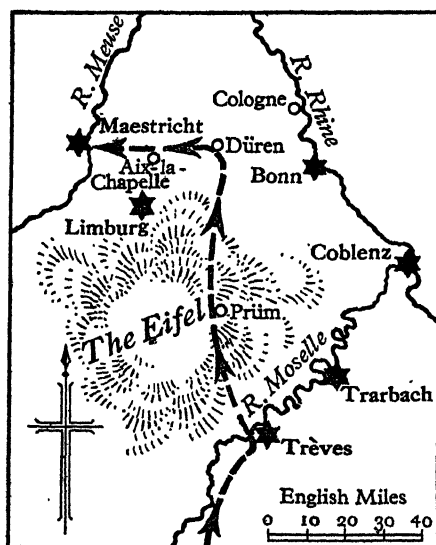 R. Meuse
R. Rhine
Cologne
Maestricht
Düren
Aix-la-
Chapelle
Bonn
Limburg
Coblenz
The Eifel
Prüm
R. Moselle
Trarbach
Trèves
English Miles
0 10 20 30 40